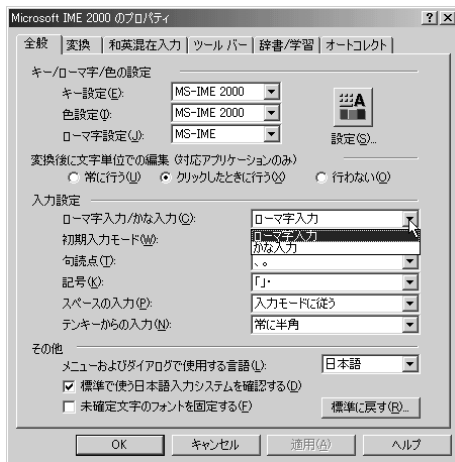 Microsoft IME 2000 のプロパティ
全般 変換 和英混在入力 ツール バー 辞書/学習 オートコレクト
キー/ローマ字/色の設定
キー設定(E): MS-IME 2000
色設定(I): MS-IME 2000
ローマ字設定(J): MS-IME
設定(S)...
変換後に文字単位での編集 (対応アプリケーションのみ)
常に行う(U) クリックしたときに行う(X) 行わない(O)
入力設定
ローマ字入力/かな入力(C): ローマ字入力
ローマ字入力
初期入力モード(W):
かな入力
句読点(T): 、。
記号(K): 「」・
スペースの入力(P): 入力モードに従う
テンキーからの入力(N): 常に半角
その他
メニューおよびダイアログで使用する言語(L): 日本語
標準で使う日本語入力システムを確認する(D)
未確定文字のフォントを固定する(F) 標準に戻す(R)...
OK キャンセル 適用(A) ヘルプ